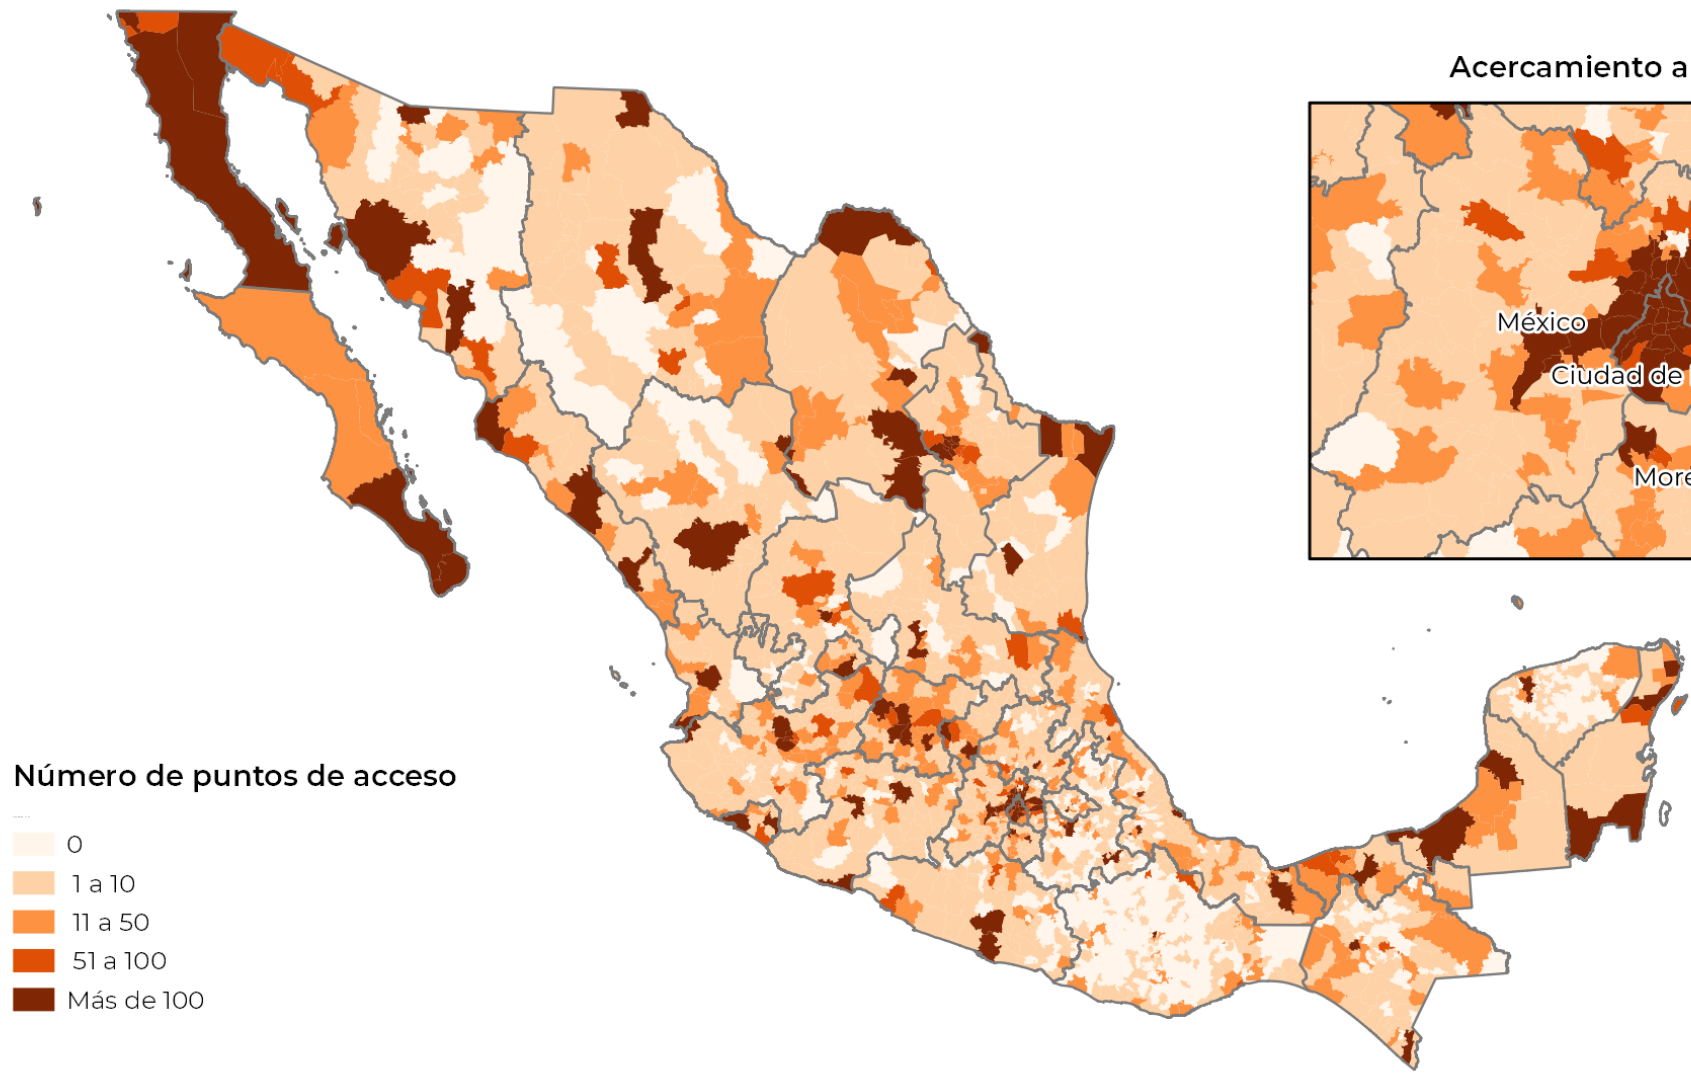 Acercamiento a
México
Ciudad de
More
Número de puntos de acceso
0
1 a 10
11 a 50
51 a 100
Más de 100